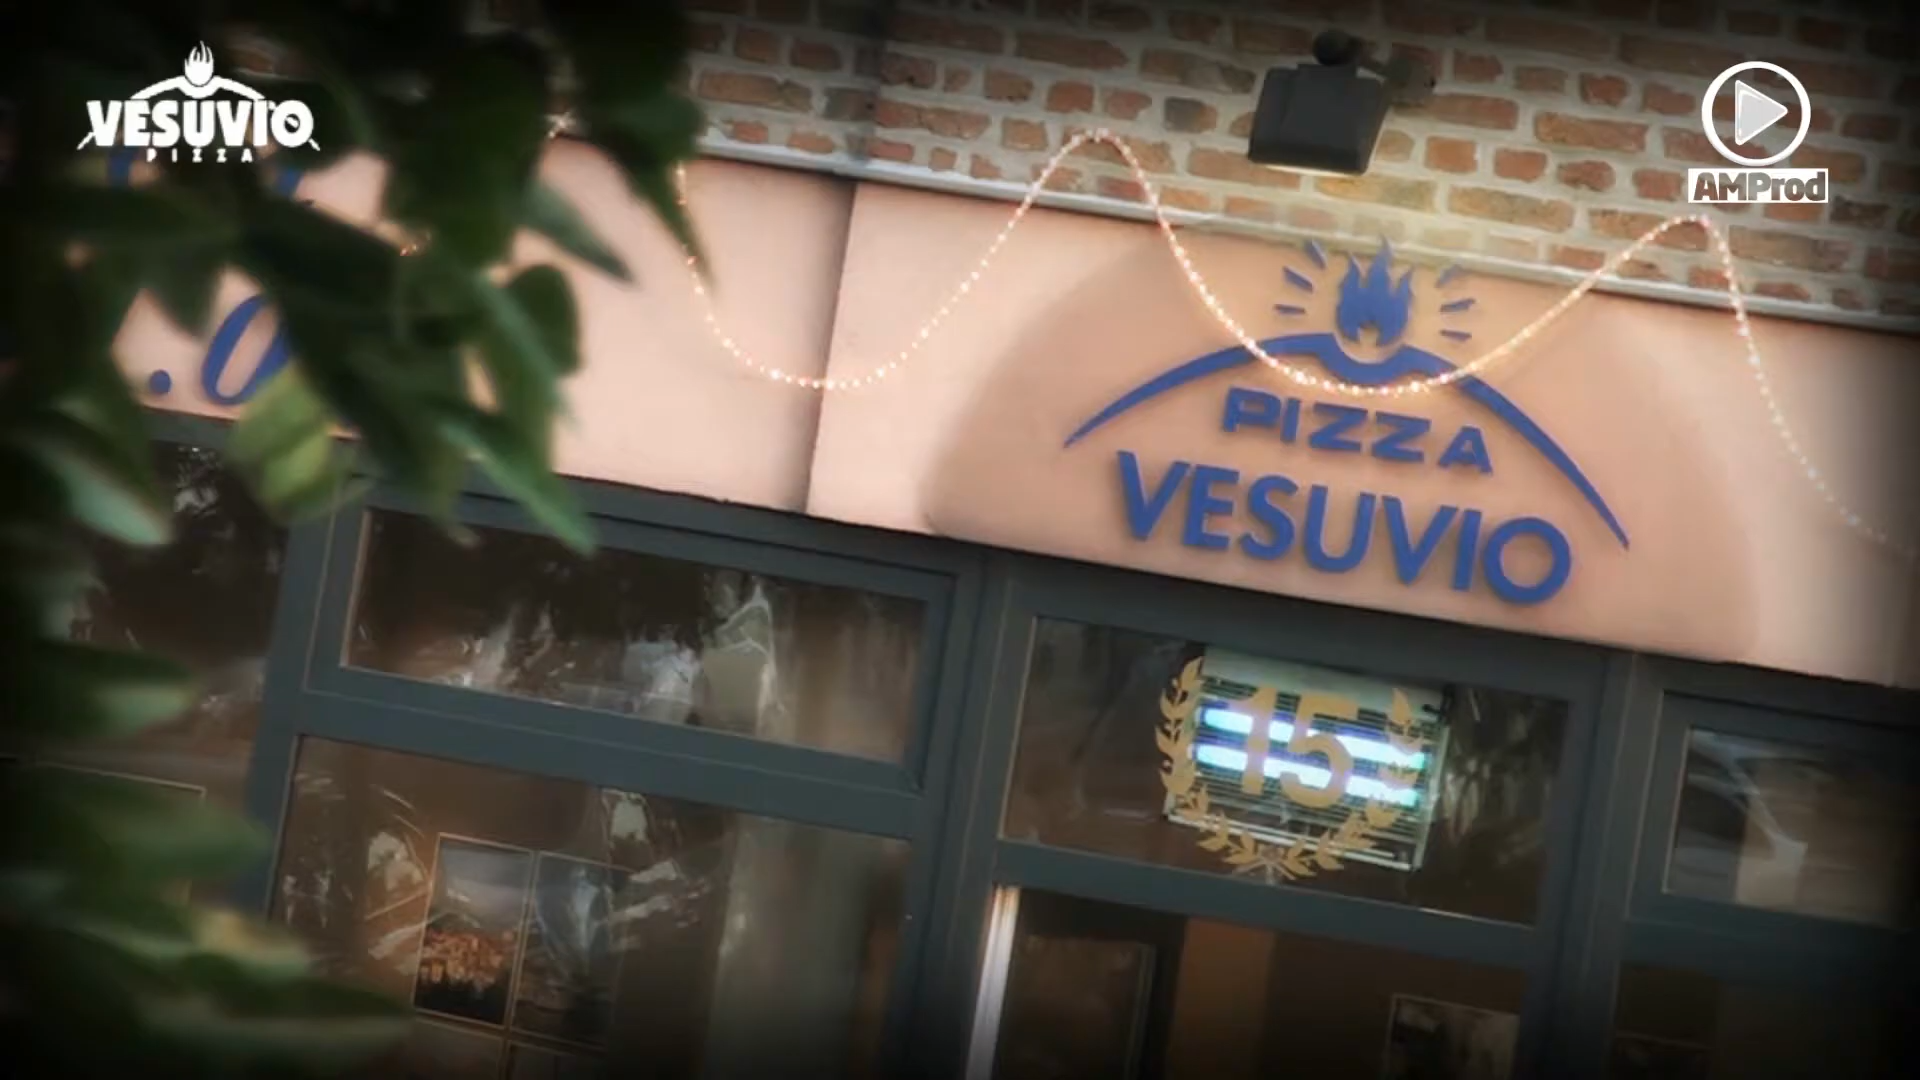 VESUVIO
PIZZA
AMProd
.o
PIZZA
VESUVIO
15